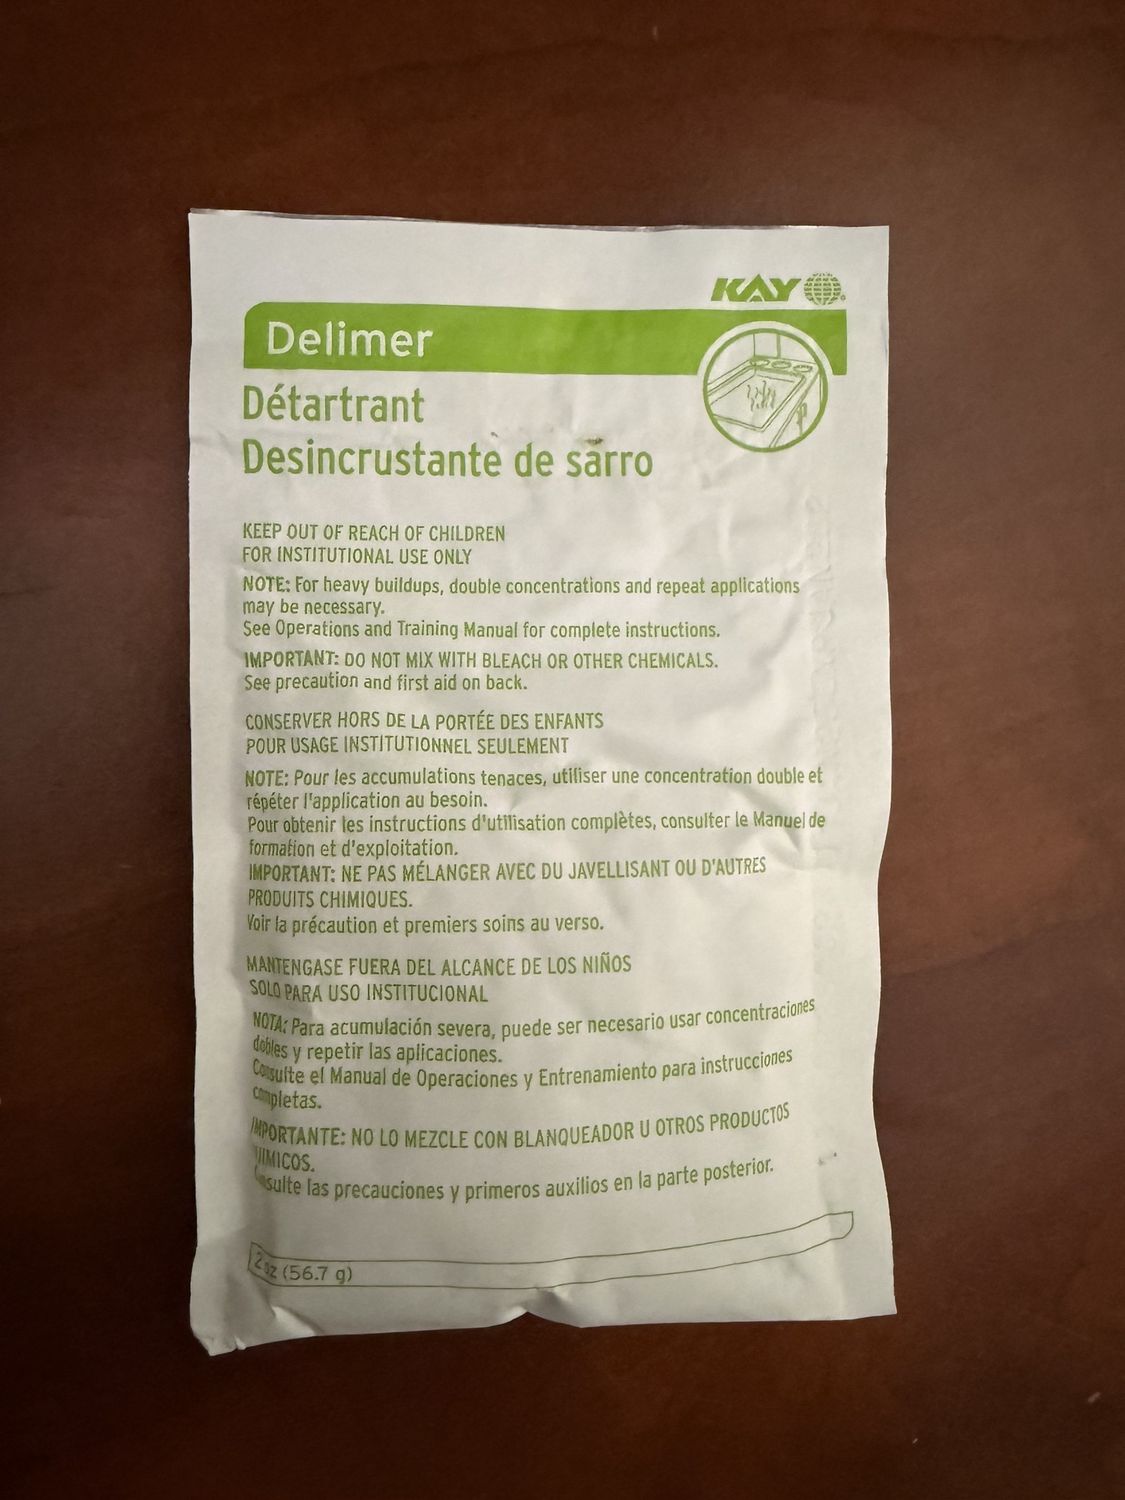 KAY
Delimer
Détartrant
Desincrustante de sarro
KEEP OUT OF REACH OF CHILDREN
FOR INSTITUTIONAL USE ONLY
NOTE: For heavy buildups, double concentrations and repeat applications
may be necessary.
See Operations and Training Manual for complete instructions.
IMPORTANT: DO NOT MIX WITH BLEACH OR OTHER CHEMICALS.
See precaution and first aid on back.
CONSERVER HORS DE LA PORTÉE DES ENFANTS
POUR USAGE INSTITUTIONNEL SEULEMENT
NOTE: Pour les accumulations tenaces, utiliser une concentration double et
répéter l'application au besoin.
Pour obtenir les instructions d'utilisation complètes, consulter le Manuel de
formation et d'exploitation.
IMPORTANT: NE PAS MÉLANGER AVEC DU JAVELLISANT OU D'AUTRES
PRODUITS CHIMIQUES.
Voir la précaution et premiers soins au verso.
MANTENGASE FUERA DEL ALCANCE DE LOS NIÑOS
SOLO PARA USO INSTITUCIONAL
NOTA: Para acumulación severa, puede ser necesario usar concentraciones
dobles y repetir las aplicaciones.
Consulte el Manual de Operaciones y Entrenamiento para instrucciones
completas.
IMPORTANTE: NO LO MEZCLE CON BLANQUEADOR U OTROS PRODUCTOS
QUIMICOS.
Consulte las precauciones y primeros auxilios en la parte posterior.
2 oz (56.7 g)